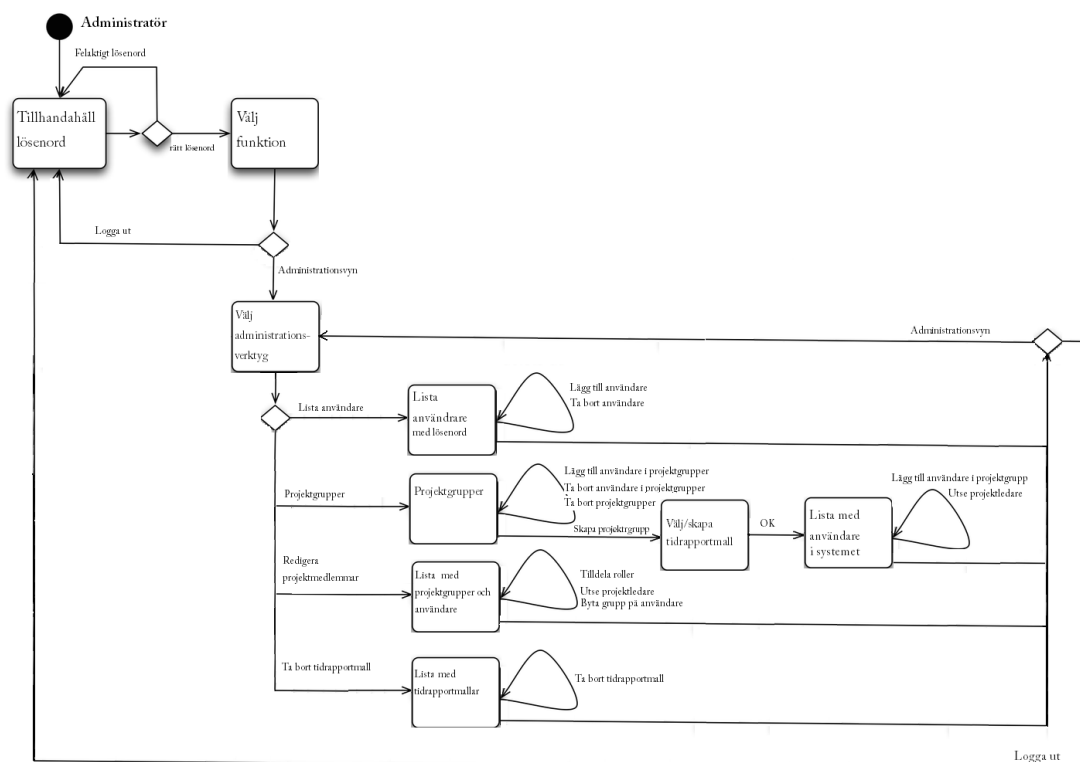 Administratör
Felaktigt lösenord
Tillhandahåll
lösenord
rätt lösenord
Välj
funktion
Logga ut
Administrationsvyn
Välj
administrations-
verktyg
Administrationsvyn
Lista användare
Lista
användrare
med lösenord
Lägg till användare
Ta bort användare
Projektgrupper
Projektgrupper
Lägg till användare i projektgrupper
Ta bort användare i projektgrupper
Ta bort projektgrupper
Skapa projektrgrupp
Välj/skapa
tidrapportmall
OK
Lista med
användare
i systemet
Lägg till användare i projektgrupp
Utse projektledare
Redigera
projektmedlemmar
Lista med
projektgrupper och
användare
Tilldela roller
Utse projektledare
Byta grupp på användare
Ta bort tidrapportmall
Lista med
tidrapportmallar
Ta bort tidrapportmall
Logga ut